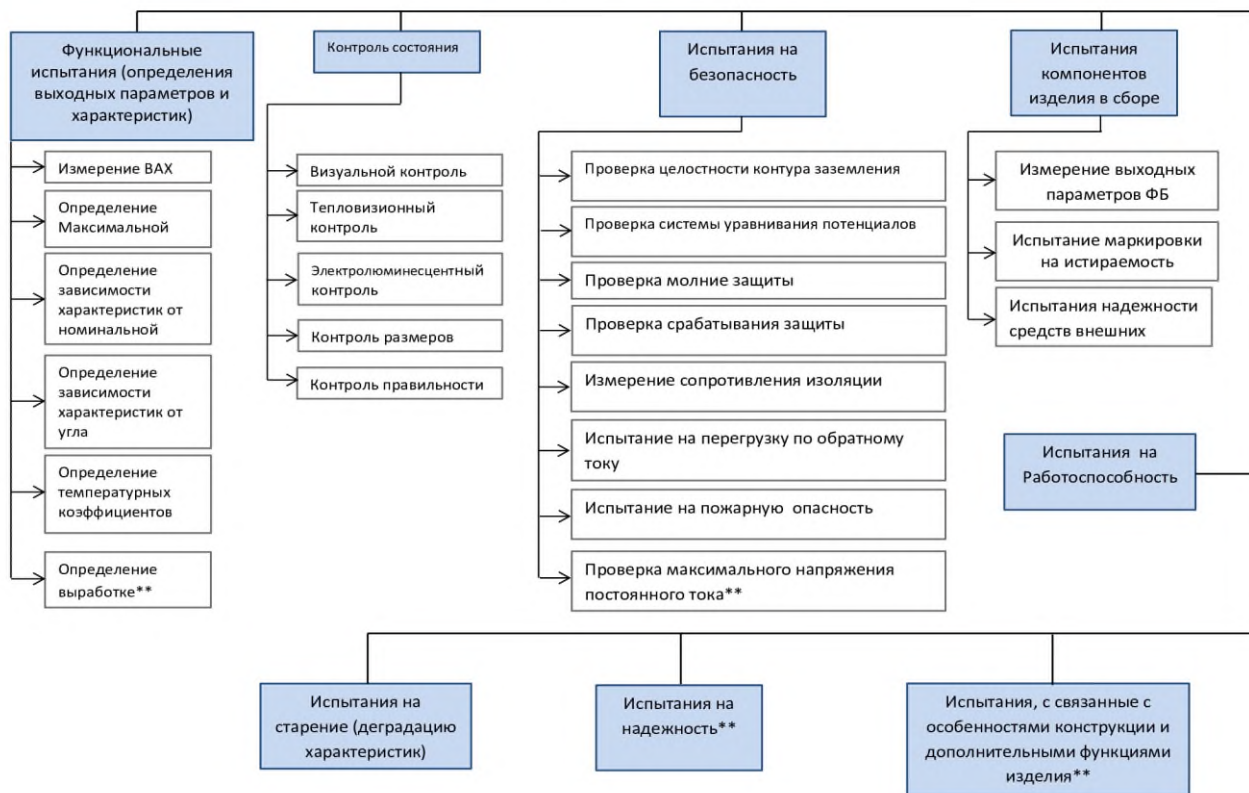 Функциональные
испытания (определения
выходных параметров и
характеристик)
Измерение ВАХ
Определение
Максимальной
Определение
зависимости
характеристик от
номинальной
Определение
зависимости
характеристик от
угла
Определение
температурных
коэффициентов
Определение
выработке**
Контроль состояния
Визуальной контроль
Тепловизионный
контроль
Электролюминесцентный
контроль
Контроль размеров
Контроль правильности
Испытания на
безопасность
Проверка целостности контура заземления
Проверка системы уравнивания потенциалов
Проверка молние защиты
Проверка срабатывания защиты
Измерение сопротивления изоляции
Испытание на перегрузку по обратному
току
Испытание на пожарную опасность
Проверка максимального напряжения
постоянного тока**
Испытания
компонентов
изделия в сборе
Измерение выходных
параметров ФБ
Испытание маркировки
на истираемость
Испытания надежности
средств внешних
Испытания на
Работоспособность
Испытания на
старение (деградацию
характеристик)
Испытания на
надежность**
Испытания, с связанные с
особенностями конструкции и
дополнительными функциями
изделия**